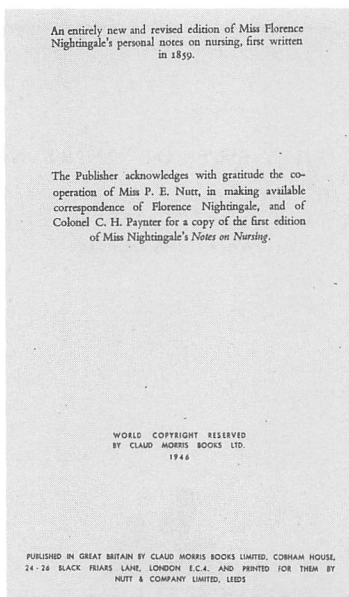 An entirely new and revised edition of Miss Florence
Nightingale's personal notes on nursing, first written
in 1859.
The Publisher acknowledges with gratitude the co-
operation of Miss P. E. Nutt, in making available
correspondence of Florence Nightingale, and of
Colonel C. H. Paynter for a copy of the first edition
of Miss Nightingale's Notes on Nursing.
WORLD COPYRIGHT RESERVED
BY CLAUD MORRIS BOOKS LTD.
1946
PUBLISHED IN GREAT BRITAIN BY CLAUD MORRIS BOOKS LIMITED, COBHAM HOUSE,
24-26 BLACK FRIARS LANE, LONDON E.C.4. AND PRINTED FOR THEM BY
NUTT & COMPANY LIMITED, LEEDS